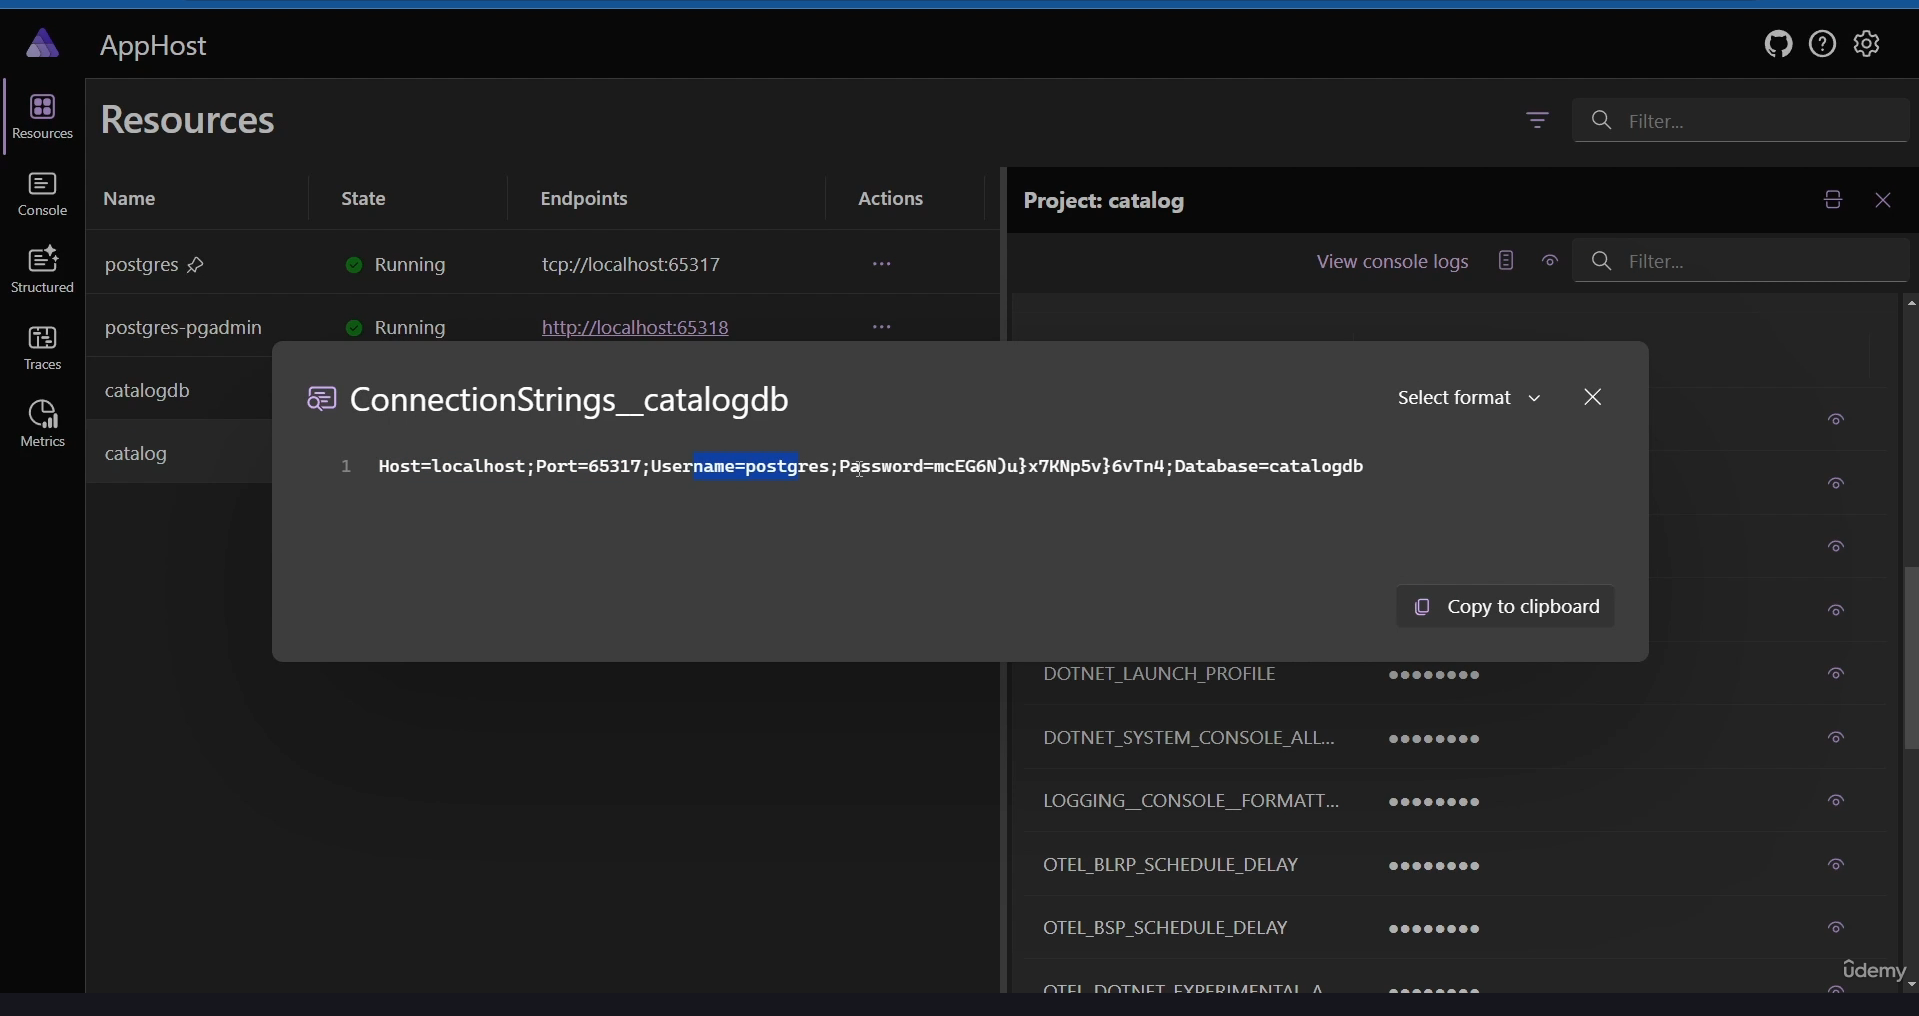 AppHost
Resources
Filter...
Resources
Console
Structured
Traces
Metrics
Name State Endpoints Actions
postgres Running tcp://localhost:65317 ...
postgres-pgadmin Running http://localhost:65318 ...
catalogdb
catalog
Project: catalog
View console logs
Filter...
ConnectionStrings__catalogdb
Select format
1 Host=localhost;Port=65317;Username=postgres;Password=mcEG6N)u}x7KNp5v}6vTn4;Database=catalogdb
Copy to clipboard
DOTNET_LAUNCH_PROFILE ●●●●●●●●
DOTNET_SYSTEM_CONSOLE_ALL... ●●●●●●●●
LOGGING__CONSOLE__FORMATT... ●●●●●●●●
OTEL_BLRP_SCHEDULE_DELAY ●●●●●●●●
OTEL_BSP_SCHEDULE_DELAY ●●●●●●●●
OTEL_DOTNET_EXPERIMENTAL_A
ûdemy